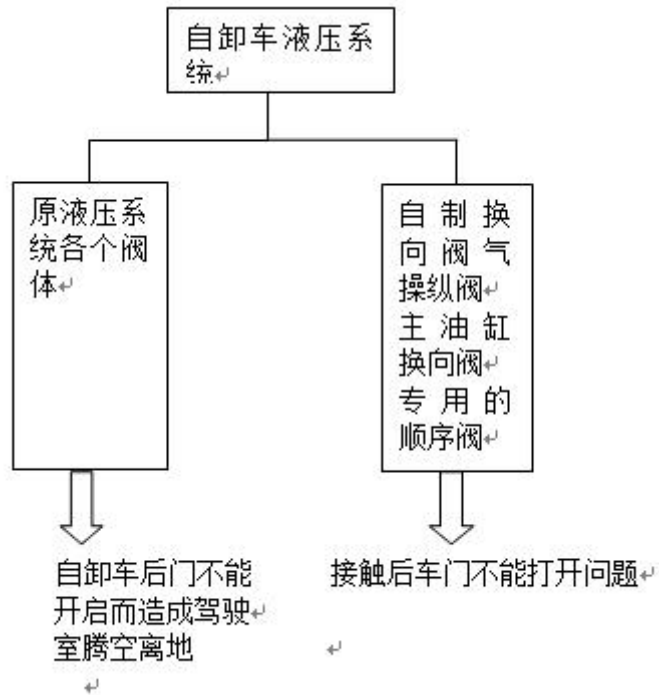 自卸车液压系
统
原液压系
统各个阀
体
自制换
向阀气
操纵阀
主油缸
换向阀
专用的
顺序阀
自卸车后门不能
开启而造成驾驶
室腾空离地
接触后车门不能打开问题